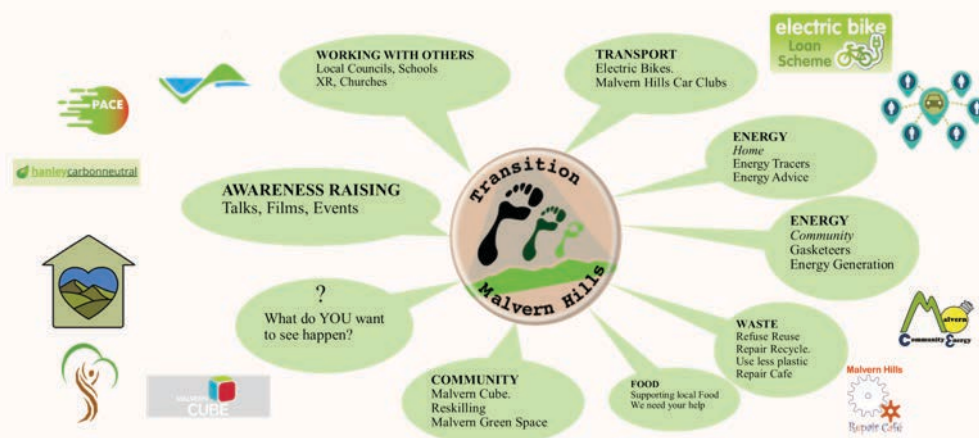 WORKING WITH OTHERS
Local Councils, Schools
XR, Churches
TRANSPORT
Electric Bikes.
Malvern Hills Car Clubs
electric bike
Loan
Scheme
PACE
hanleycarbonneutral
AWARENESS RAISING
Talks, Films, Events
Transition
Malvern Hills
ENERGY
Home
Energy Tracers
Energy Advice
ENERGY
Community
Gasketeers
Energy Generation
?
What do YOU want
to see happen?
WASTE
Refuse Reuse
Repair Recycle.
Use less plastic
Repair Cafe
Malvern
Community Energy
COMMUNITY
Malvern Cube.
Reskilling
Malvern Green Space
FOOD
Supporting local Food
We need your help
MALVERN
CUBE
Malvern Hills
Repair Café